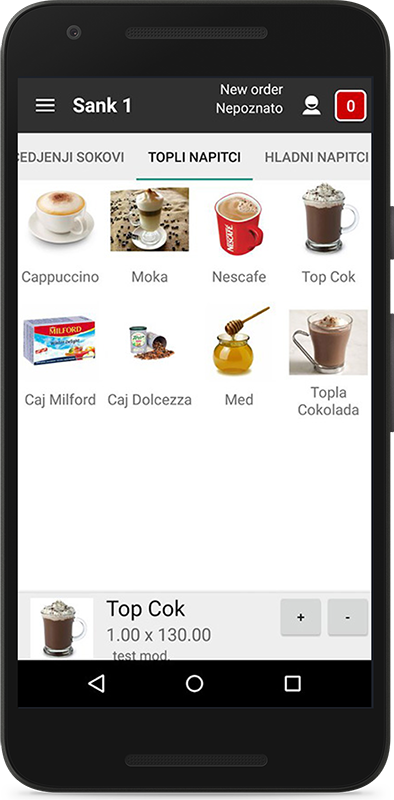 New order
Sank 1
Nepoznato
0
CEDJENJI SOKOVI
TOPLI NAPITCI
HLADNI NAPITCI
NESCAFE
Cappuccino
Moka
Nescafe
Top Cok
MILFORD
Caj Milford
Caj Dolcezza
Med
Topla
Cokolada
Top Cok
1.00 x 130.00
test mod.
+
-